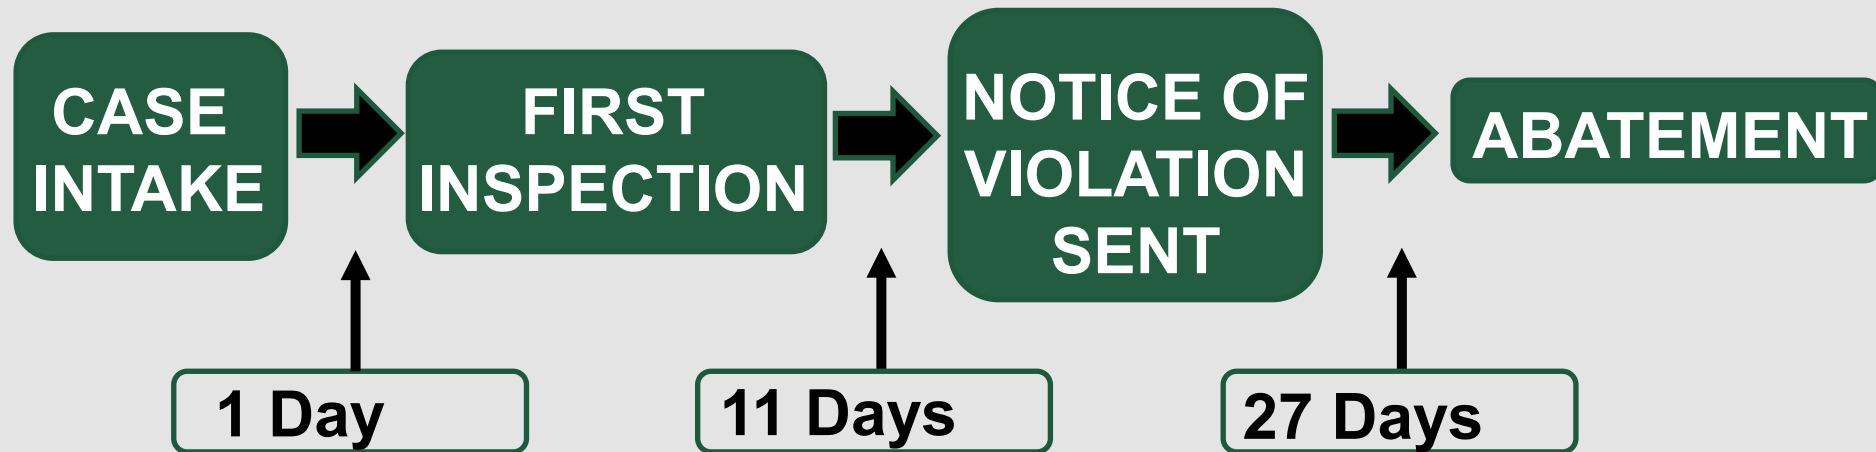 CASE
INTAKE
FIRST
INSPECTION
NOTICE OF
VIOLATION
SENT
ABATEMENT
1 Day
11 Days
27 Days